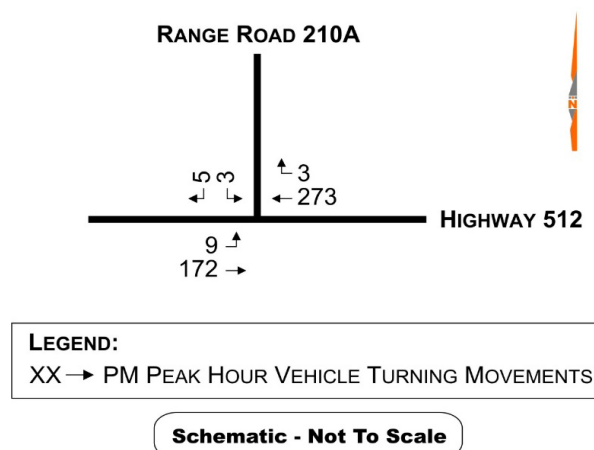 RANGE ROAD 210A
N
5 3
3
273
HIGHWAY 512
9
172
LEGEND:
XX → PM PEAK HOUR VEHICLE TURNING MOVEMENTS
Schematic - Not To Scale